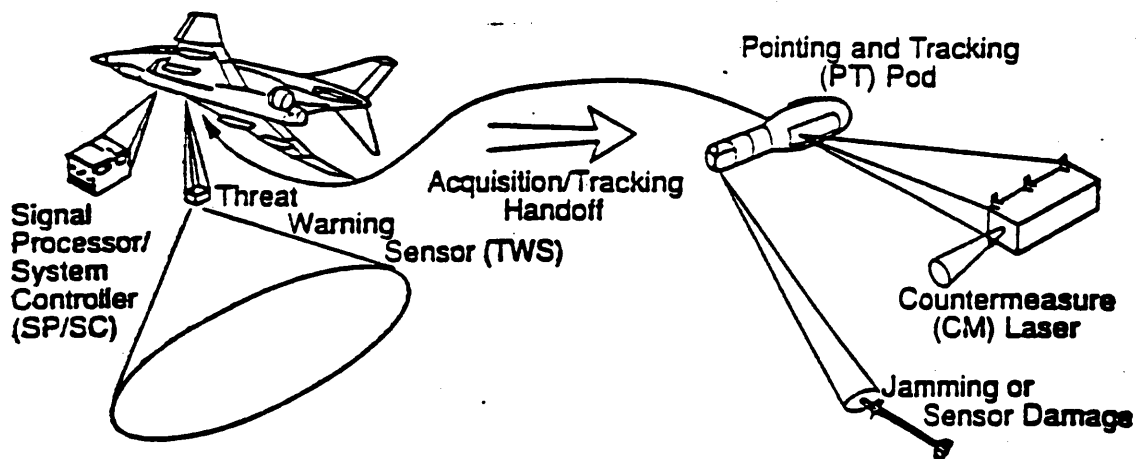 Pointing and Tracking
(PT) Pod
Acquisition/Tracking
Handoff
Threat
Warning
Sensor (TWS)
Signal
Processor/
System
Controller
(SP/SC)
Countermeasure
(CM) Laser
Jamming or
Sensor Damage